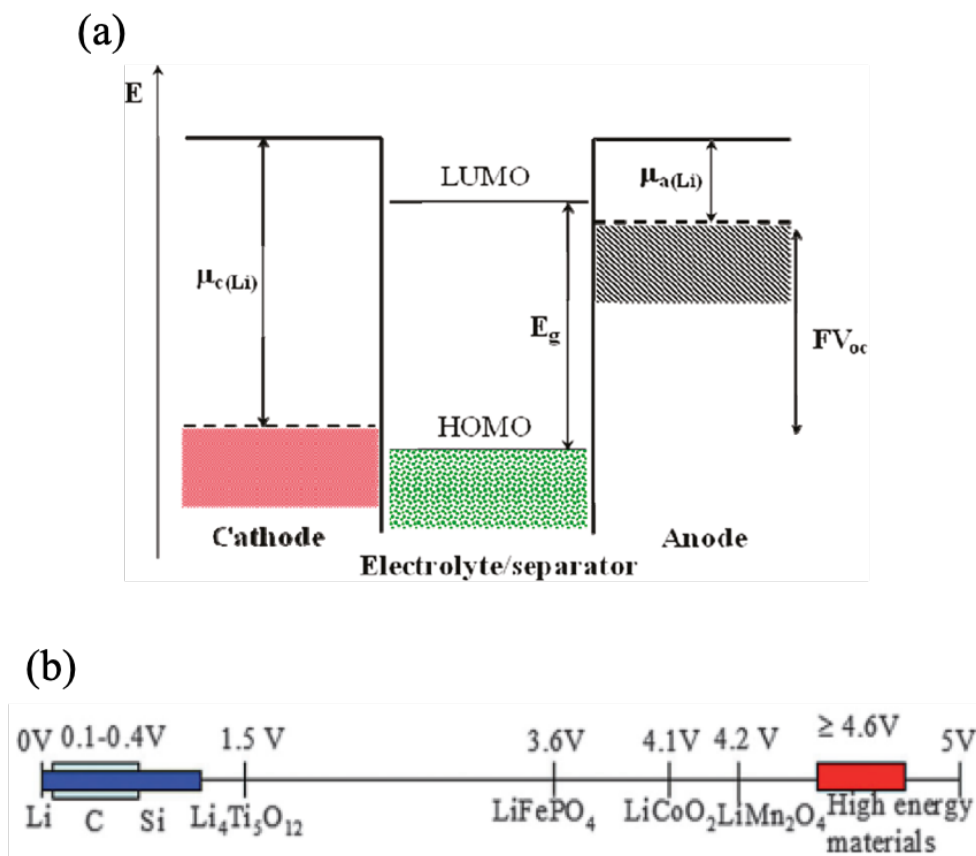 (a)
E
LUMO
μa(Li)
μc(Li)
Eg
FVoc
HOMO
Cathode
Anode
Electrolyte/separator
(b)
0V 0.1-0.4V 1.5 V 3.6V 4.1V 4.2 V ≥ 4.6V 5V
Li C Si Li₄Ti₅O₁₂ LiFePO₄ LiCoO₂ LiMn₂O₄ High energy
materials